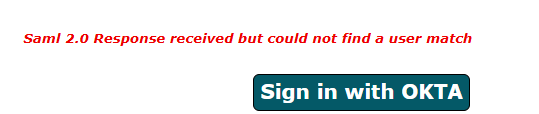 Saml 2.0 Response received but could not find a user match
Sign in with OKTA